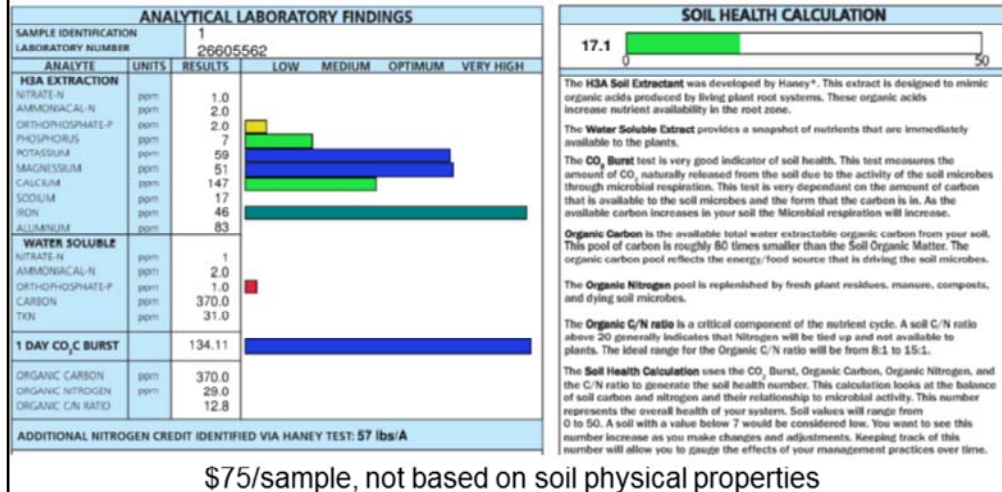 ANALYTICAL LABORATORY FINDINGS
SAMPLE IDENTIFICATION 1
LABORATORY NUMBER 26605562
ANALYTE UNITS RESULTS LOW MEDIUM OPTIMUM VERY HIGH
H3A EXTRACTION
NITRATE-N ppm 1.0
AMMONIACAL-N ppm 2.0
ORTHOPHOSPHATE-P ppm 2.0
PHOSPHORUS ppm 7
POTASSIUM ppm 59
MAGNESSIUM ppm 51
CALCIUM ppm 147
SODIUM ppm 17
IRON ppm 46
ALUMINUM ppm 83
WATER SOLUBLE
NITRATE-N ppm 1
AMMONIACAL-N ppm 2.0
ORTHOPHOSPHATE-P ppm 1.0
CARBON ppm 370.0
TKN ppm 31.0
1 DAY CO₂C BURST 134.11
ORGANIC CARBON ppm 370.0
ORGANIC NITROGEN ppm 29.0
ORGANIC C/N RATIO 12.8
ADDITIONAL NITROGEN CREDIT IDENTIFIED VIA HANEY TEST: 57 lbs/A
SOIL HEALTH CALCULATION
17.1
0 50
The H3A Soil Extractant was developed by Haney*. This extract is designed to mimic
organic acids produced by living plant root systems. These organic acids
increase nutrient availability in the root zone.
The Water Soluble Extract provides a snapshot of nutrients that are immediately
available to the plants.
The CO₂ Burst test is very good indicator of soil health. This test measures the
amount of CO₂ naturally released from the soil due to the activity of the soil microbes
through microbial respiration. This test is very dependant on the amount of carbon
that is available to the soil microbes and the form that the carbon is in. As the
available carbon increases in your soil the Microbial respiration will increase.
Organic Carbon is the available total water extractable organic carbon from your soil.
This pool of carbon is roughly 80 times smaller than the Soil Organic Matter. The
organic carbon pool reflects the energy/food source that is driving the soil microbes.
The Organic Nitrogen pool is replenished by fresh plant residues, manure, composts,
and dying soil microbes.
The Organic C/N ratio is a critical component of the nutrient cycle. A soil C/N ratio
above 20 generally indicates that Nitrogen will be tied up and not available to
plants. The ideal range for the Organic C/N ratio will be from 8:1 to 15:1.
The Soil Health Calculation uses the CO₂ Burst, Organic Carbon, Organic Nitrogen, and
the C/N ratio to generate the soil health number. This calculation looks at the balance
of soil carbon and nitrogen and their relationship to microbial activity. This number
represents the overall health of your system. Soil values will range from
0 to 50. A soil with a value below 7 would be considered low. You want to see this
number increase as you make changes and adjustments. Keeping track of this
number will allow you to gauge the effects of your management practices over time.
$75/sample, not based on soil physical properties